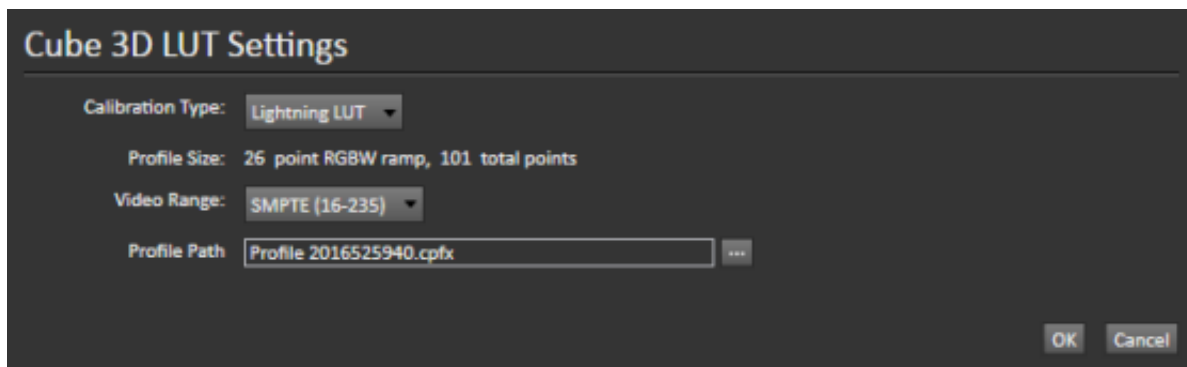 Cube 3D LUT Settings
Calibration Type: Lightning LUT
Profile Size: 26 point RGBW ramp, 101 total points
Video Range: SMPTE (16-235)
Profile Path Profile 2016525940.cpfx ...
OK Cancel